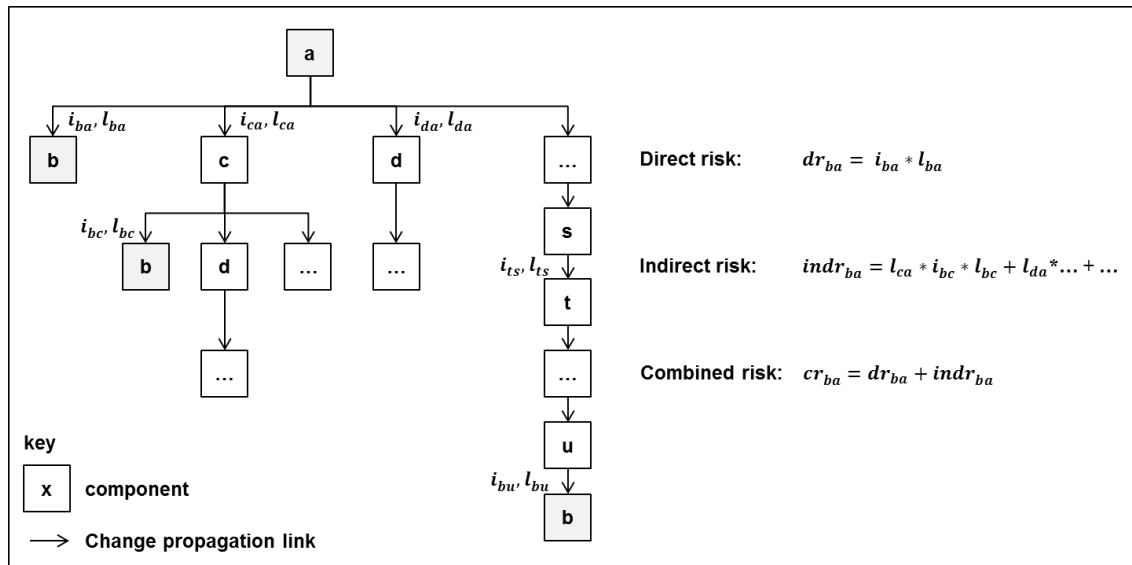 a
i_ba, l_ba i_ca, l_ca i_da, l_da
b c d ... Direct risk: dr_ba = i_ba * l_ba
i_bc, l_bc s
b d ... ... i_ts, l_ts Indirect risk: indr_ba = l_ca * i_bc * l_bc + l_da*... + ...
t
... ... Combined risk: cr_ba = dr_ba + indr_ba
key u
x component i_bu, l_bu
b
Change propagation link